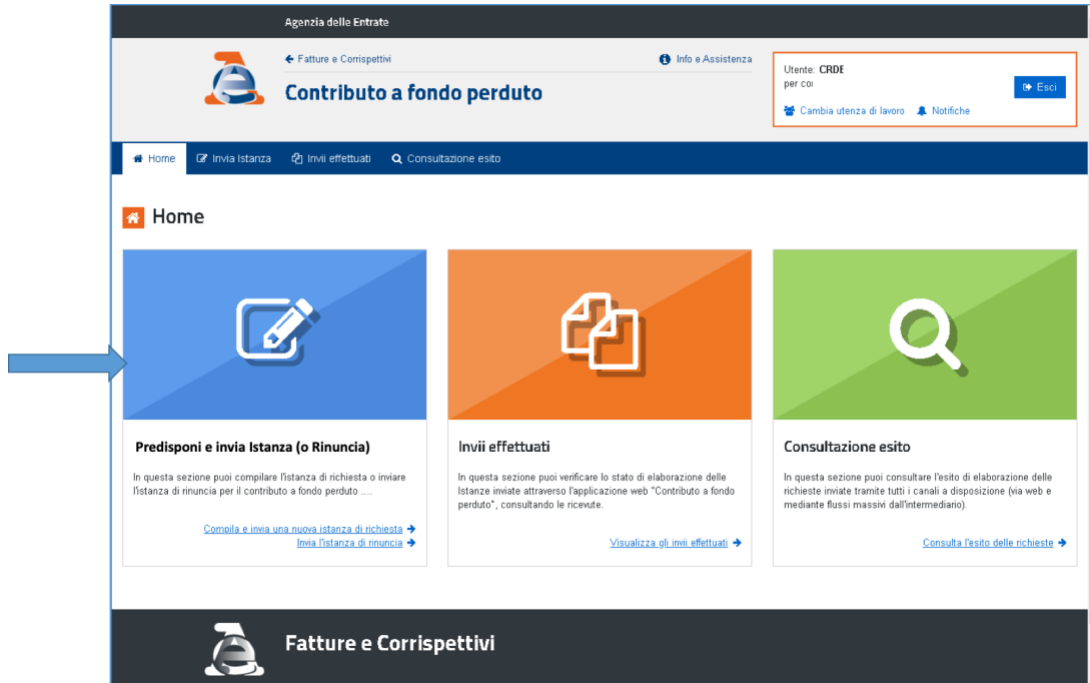 Agenzia delle Entrate
Fatture e Corrispettivi
Info e Assistenza
Contributo a fondo perduto
Utente: CRDE
per
Esci
Cambia utenza di lavoro
Notifiche
Home
Invia Istanza
Invii effettuati
Consultazione esito
Home
Predisponi e invia Istanza (o Rinuncia)
In questa sezione puoi compilare l'istanza di richiesta o inviare
l'istanza di rinuncia per il contributo a fondo perduto ....
Compila e invia una nuova istanza di richiesta
Invia l'istanza di rinuncia
Invii effettuati
In questa sezione puoi verificare lo stato di elaborazione delle
Istanze inviate attraverso l'applicazione web "Contributo a fondo
perduto", consultando le ricevute.
Visualizza gli invii effettuati
Consultazione esito
In questa sezione puoi consultare l'esito di elaborazione delle
richieste inviate tramite tutti i canali a disposizione (via web e
mediante flussi massivi dall'intermediario).
Consulta l'esito delle richieste
Fatture e Corrispettivi